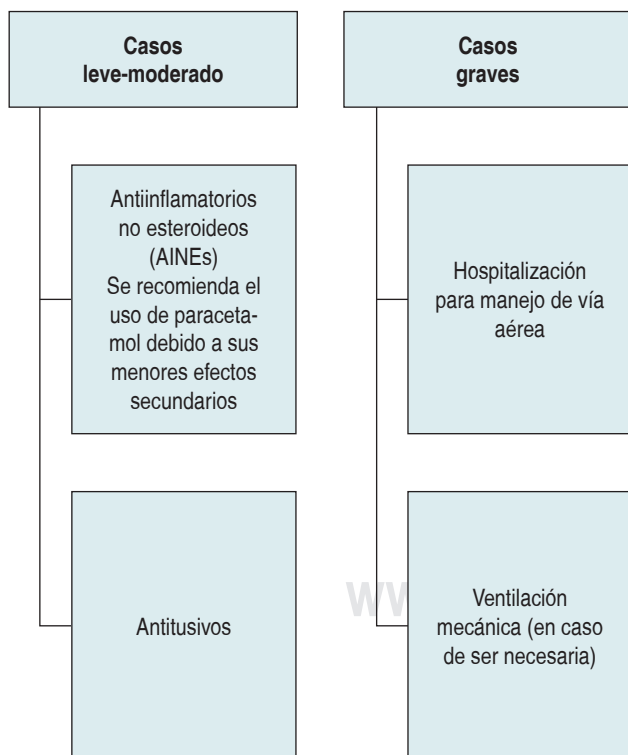 Casos
leve-moderado
Antiinflamatorios
no esteroideos
(AINEs)
Se recomienda el
uso de paraceta-
mol debido a sus
menores efectos
secundarios
Antitusivos
Casos
graves
Hospitalización
para manejo de vía
aérea
Ventilación
mecánica (en caso
de ser necesaria)